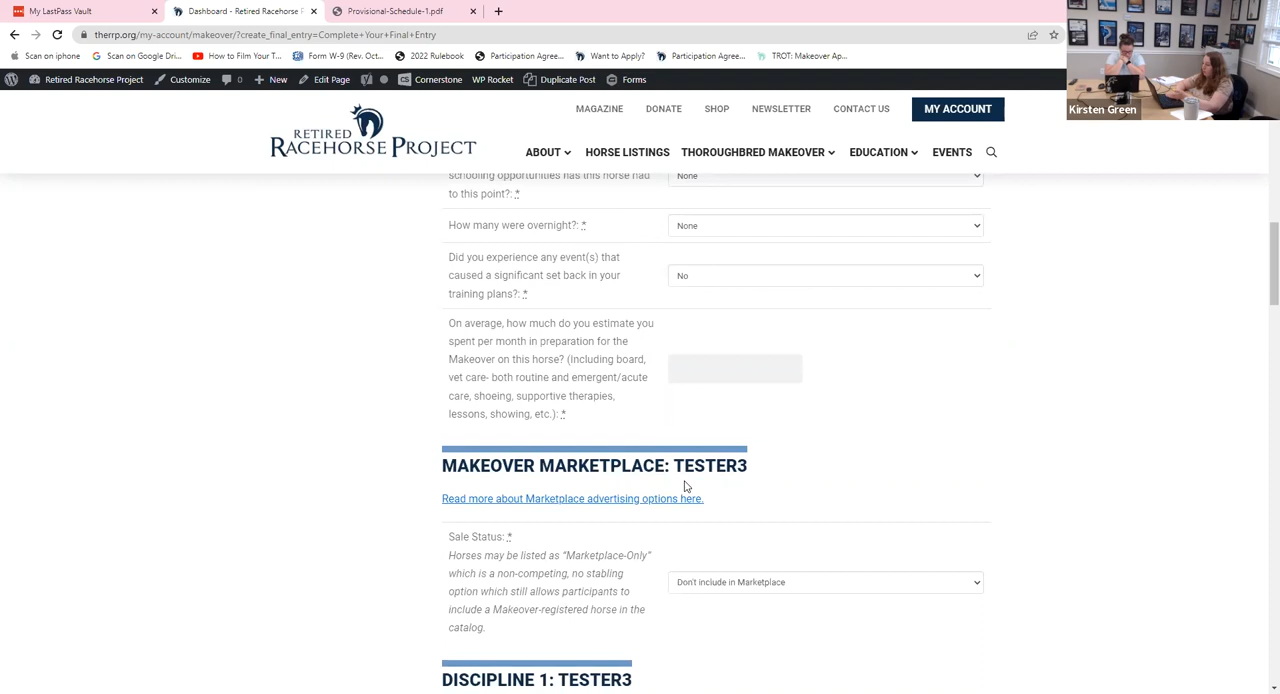 My LastPass Vault
Dashboard - Retired Racehorse P
Provisional-Schedule-1.pdf
therrp.org/my-account/makeover/?create_final_entry=Complete+Your+Final+Entry
Scan on iphone
Scan on Google Dri...
How to Film Your T...
Form W-9 (Rev. Oct...
2022 Rulebook
Participation Agree...
Want to Apply?
Participation Agree...
TROT: Makeover Ap...
Retired Racehorse Project
Customize
0
New
Edit Page
CS Cornerstone
WP Rocket
Duplicate Post
Forms
Kirsten Green
MAGAZINE
DONATE
SHOP
NEWSLETTER
CONTACT US
MY ACCOUNT
RETIRED
RACEHORSE PROJECT
ABOUT
HORSE LISTINGS
THOROUGHBRED MAKEOVER
EDUCATION
EVENTS
schooling opportunities has this horse had
to this point?: *
None
How many were overnight?: *
None
Did you experience any event(s) that
caused a significant set back in your
training plans?: *
No
On average, how much do you estimate you
spent per month in preparation for the
Makeover on this horse? (Including board,
vet care- both routine and emergent/acute
care, shoeing, supportive therapies,
lessons, showing, etc.): *
MAKEOVER MARKETPLACE: TESTER3
Read more about Marketplace advertising options here.
Sale Status: *
Horses may be listed as “Marketplace-Only”
which is a non-competing, no stabling
option which still allows participants to
include a Makeover-registered horse in the
catalog.
Don't include in Marketplace
DISCIPLINE 1: TESTER3